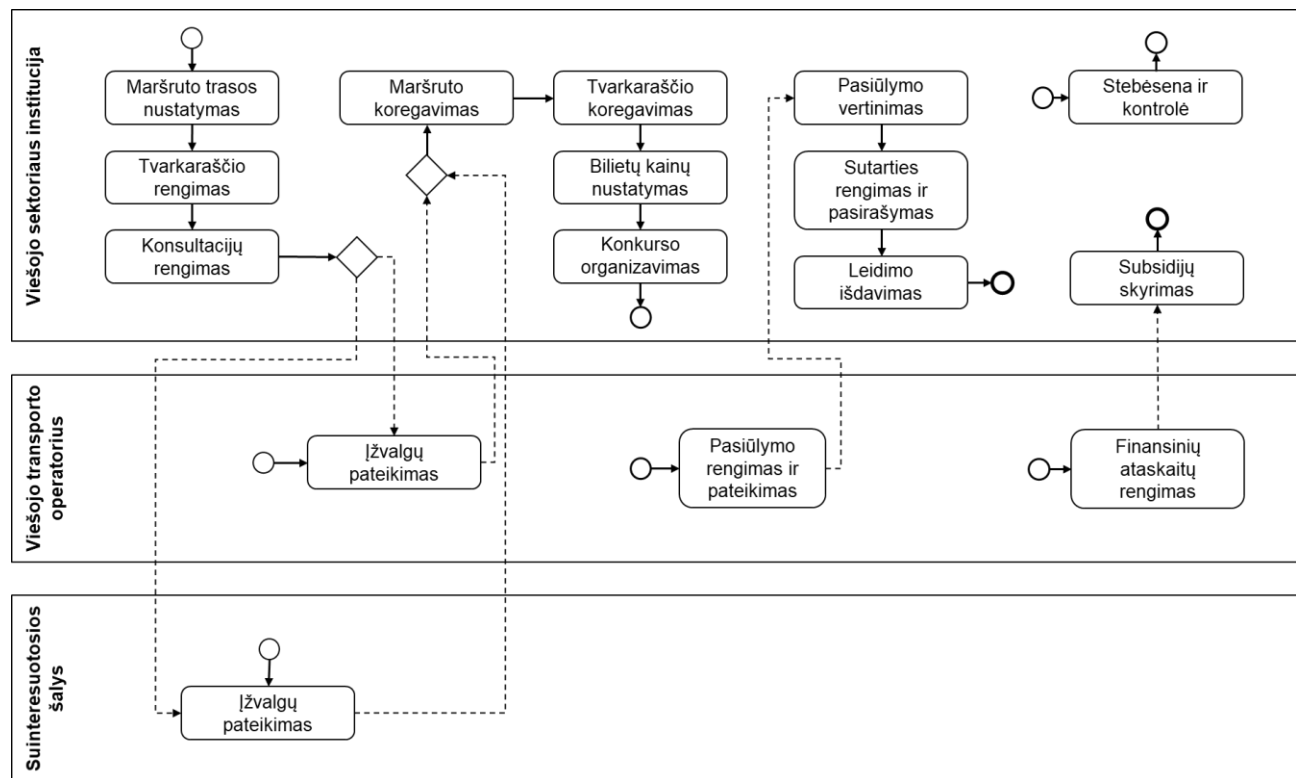 Viešojo sektoriaus institucija
Maršruto trasos
nustatymas
Tvarkaraščio
rengimas
Konsultacijų
rengimas
Maršruto
koregavimas
Tvarkaraščio
koregavimas
Bilietų kainų
nustatymas
Konkurso
organizavimas
Pasiūlymo
vertinimas
Sutarties
rengimas ir
pasirašymas
Leidimo
išdavimas
Stebėsena ir
kontrolė
Subsidijų
skyrimas
Viešojo transporto
operatorius
Įžvalgų
pateikimas
Pasiūlymo
rengimas ir
pateikimas
Finansinių
ataskaitų
rengimas
Suinteresuotosios
šalys
Įžvalgų
pateikimas